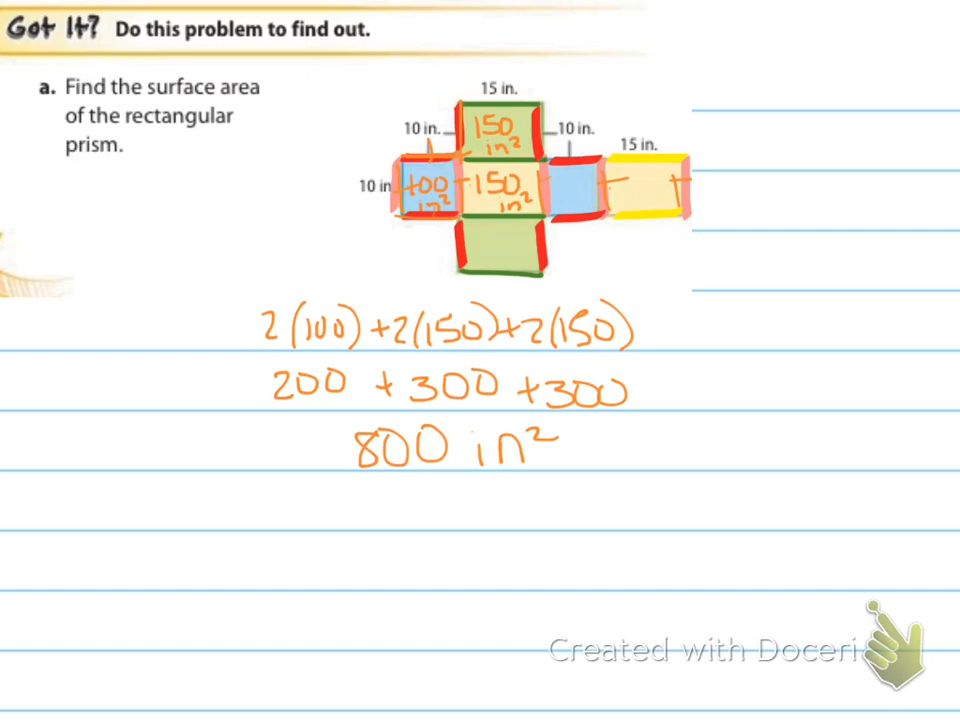 Got It? Do this problem to find out.
a. Find the surface area
of the rectangular
prism.
15 in.
10 in.
150
in²
10 in.
15 in.
10 in
100
in²
150
in²
2(100)+2(150)+2(150)
200 + 300 +300
800 in²
Created with Doceri